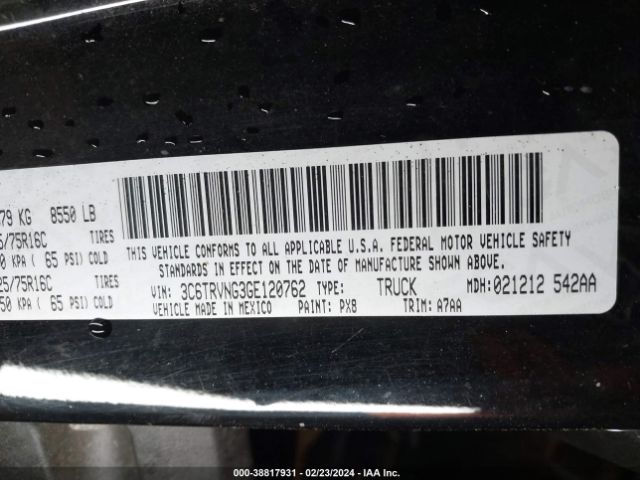 79 KG 8550 LB
5/75R16C TIRES
0 KPA ( 65 PSI) COLD
25/75R16C TIRES
50 KPA ( 65 PSI) COLD
THIS VEHICLE CONFORMS TO ALL APPLICABLE U.S.A. FEDERAL MOTOR VEHICLE SAFETY
STANDARDS IN EFFECT ON THE DATE OF MANUFACTURE SHOWN ABOVE.
VIN: 3C6TRVNG3GE120762 TYPE: TRUCK MDH:021212 542AA
VEHICLE MADE IN MEXICO PAINT: PX8 TRIM: A7AA
000-38817931 - 02/23/2024 - IAA Inc.